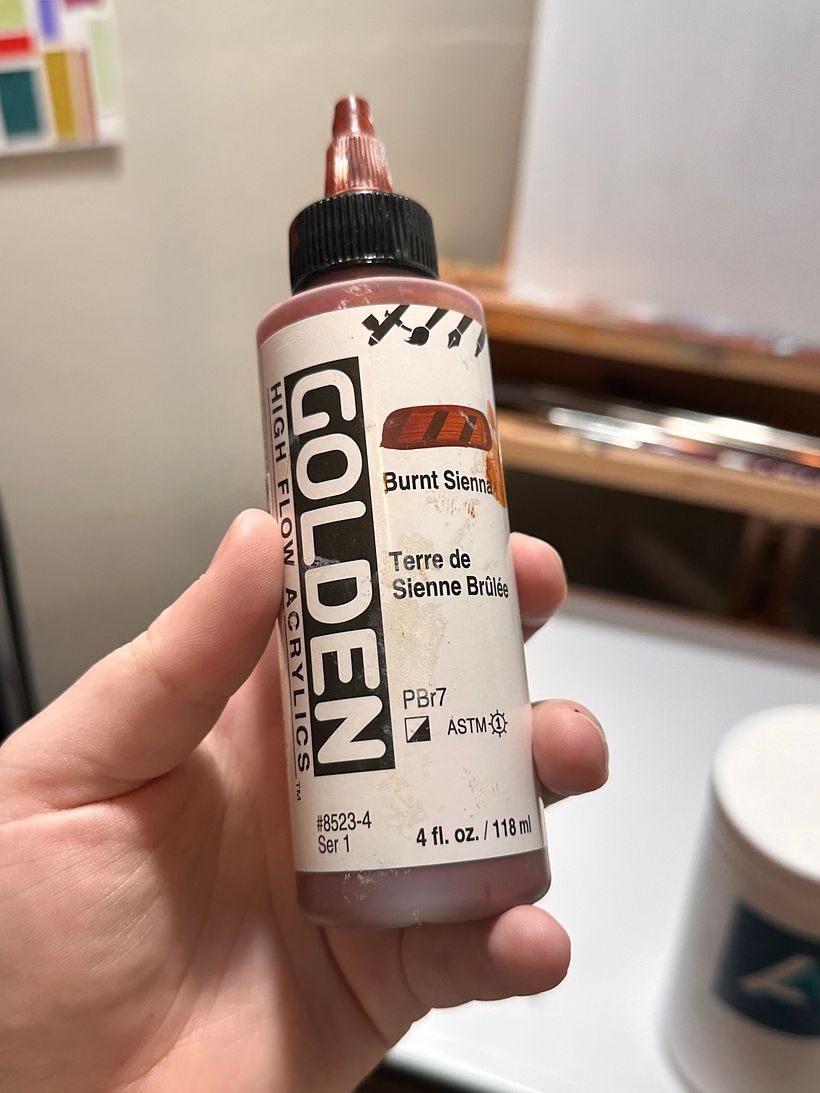 GOLDEN
HIGH FLOW ACRYLICS™
Burnt Sienna
Terre de
Sienne Brûlée
PBr7
ASTM 1
#8523-4
Ser 1
4 fl. oz. / 118 ml